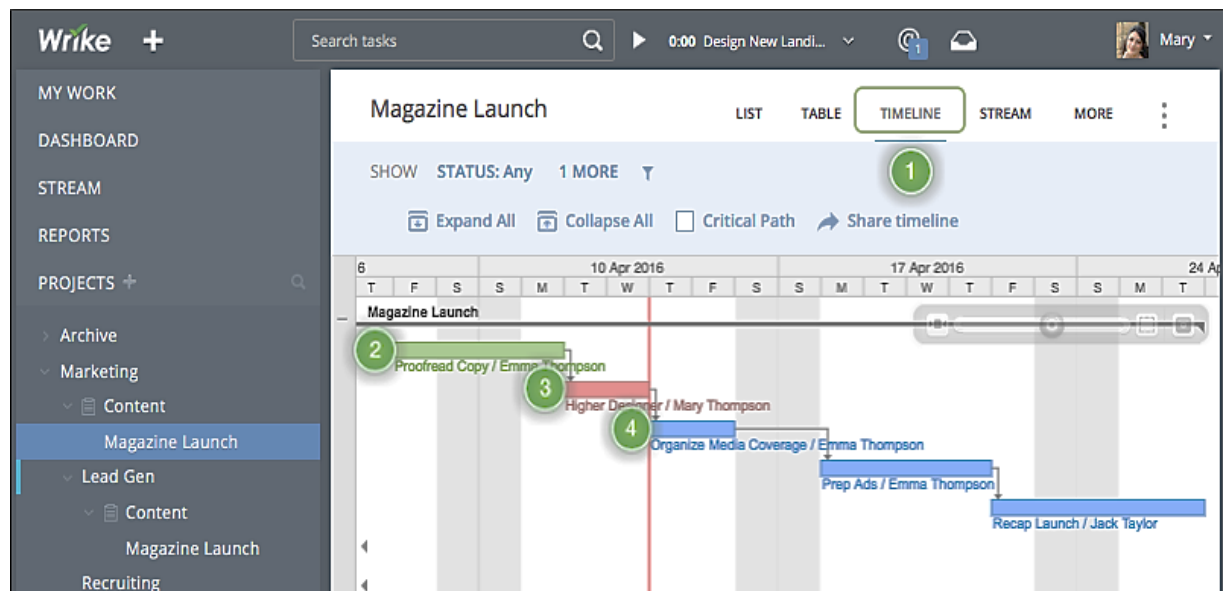 Wrike +
Search tasks
0:00 Design New Landi...
1
Mary
MY WORK
DASHBOARD
STREAM
REPORTS
PROJECTS +
Archive
Marketing
Content
Magazine Launch
Lead Gen
Content
Magazine Launch
Recruiting
Magazine Launch
LIST TABLE TIMELINE STREAM MORE
1
SHOW STATUS: Any 1 MORE
Expand All Collapse All Critical Path Share timeline
6 10 Apr 2016 17 Apr 2016 24 Ap
T F S S M T W T F S S M T W T F S S M T
Magazine Launch
2
Proofread Copy / Emma Thompson
3
Higher Designer / Mary Thompson
4
Organize Media Coverage / Emma Thompson
Prep Ads / Emma Thompson
Recap Launch / Jack Taylor